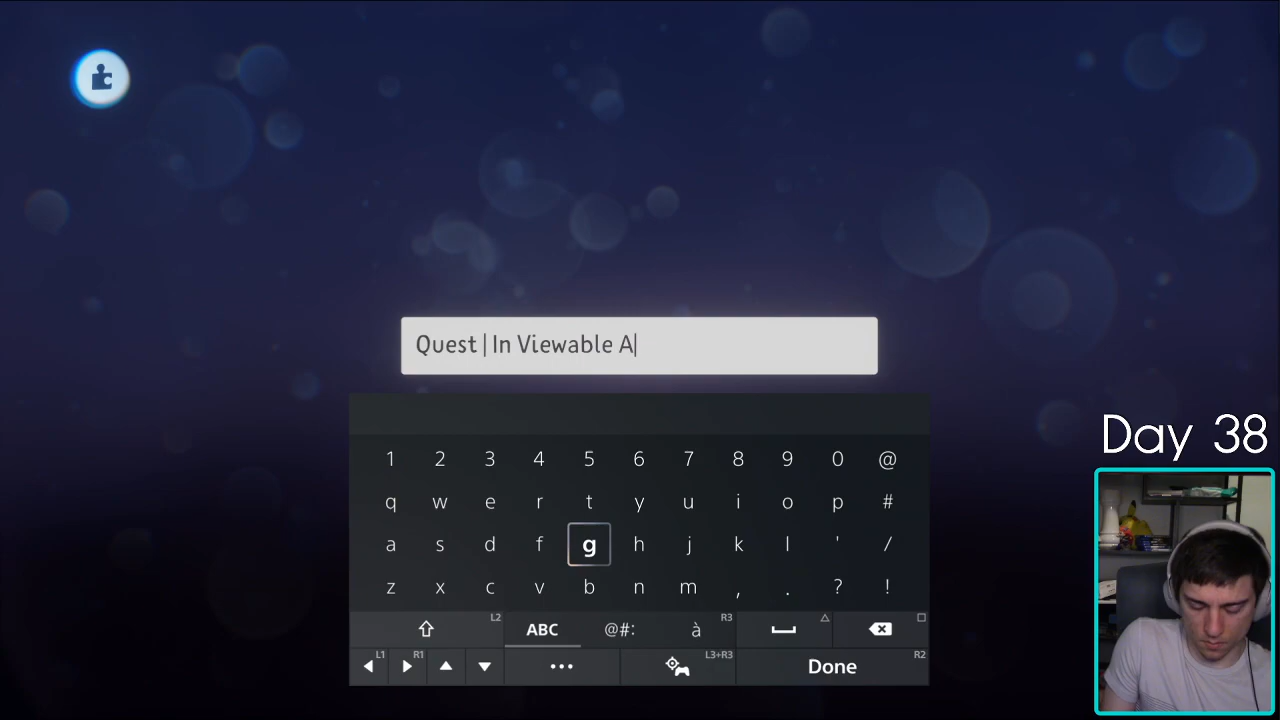 Quest | In Viewable A
1 2 3 4 5 6 7 8 9 0 @
q w e r t y u i o p #
a s d f g h j k l ' /
z x c v b n m , . ? !
L2 ABC @#: à R3
L1 R1 ... L3+R3 Done R2
Day 38